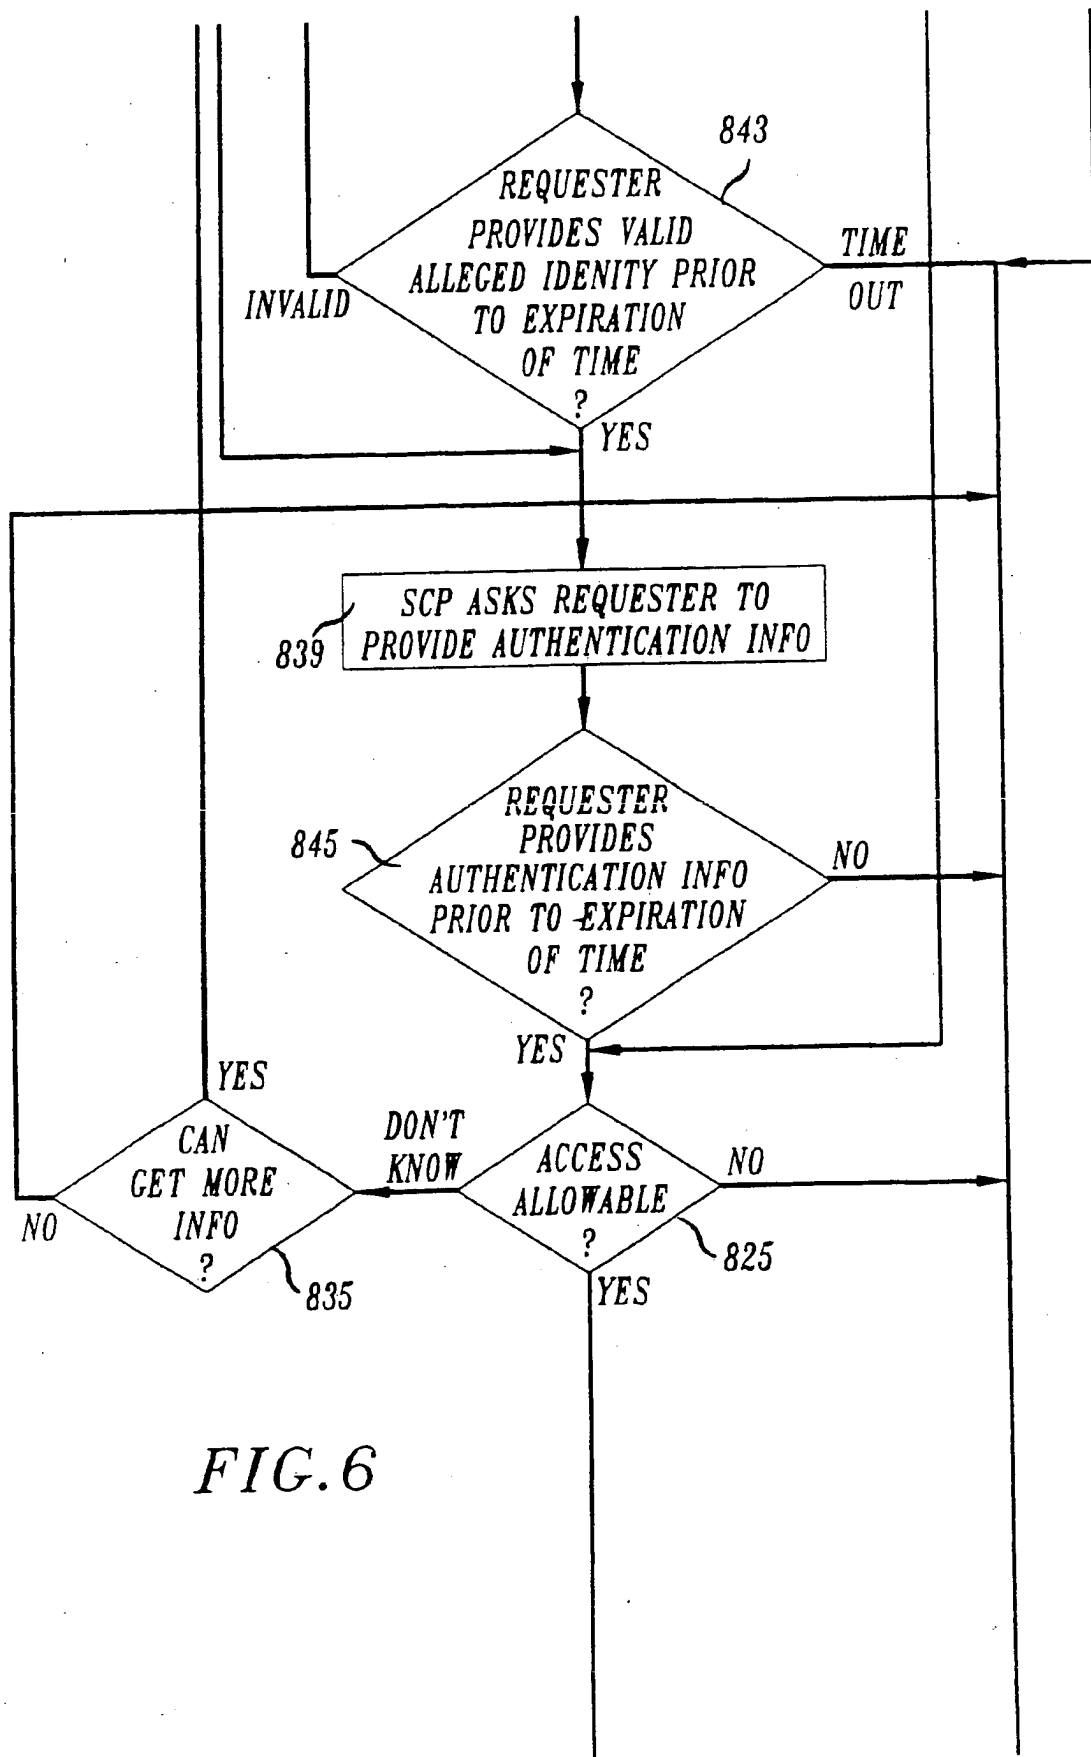 843
REQUESTER
PROVIDES VALID
ALLEGED IDENITY PRIOR
TO EXPIRATION
OF TIME
?
INVALID
TIME
OUT
YES
SCP ASKS REQUESTER TO
PROVIDE AUTHENTICATION INFO
839
REQUESTER
PROVIDES
AUTHENTICATION INFO
PRIOR TO EXPIRATION
OF TIME
?
845
NO
YES
YES
CAN
GET MORE
INFO
?
NO
835
DON'T
KNOW
ACCESS
ALLOWABLE
?
NO
825
YES
FIG.6